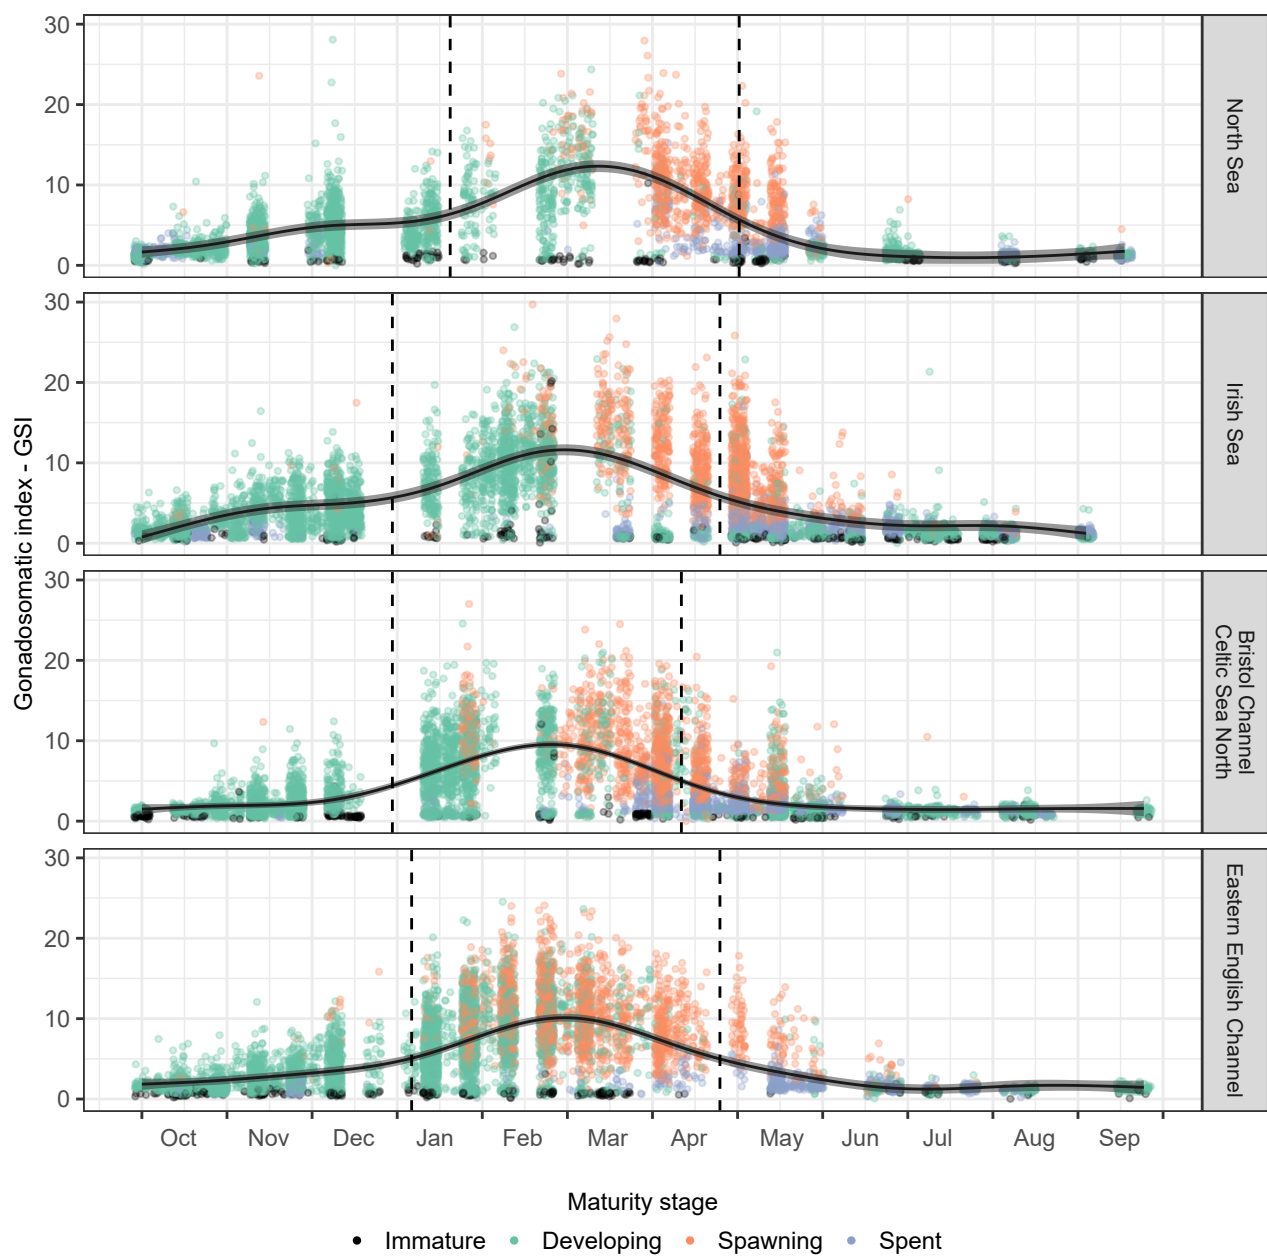 Gonadosomatic index - GSI
30
20
10
0
North Sea
30
20
10
0
Irish Sea
30
20
10
0
Bristol Channel
Celtic Sea North
30
20
10
0
Eastern English Channel
Oct Nov Dec Jan Feb Mar Apr May Jun Jul Aug Sep
Maturity stage
Immature Developing Spawning Spent